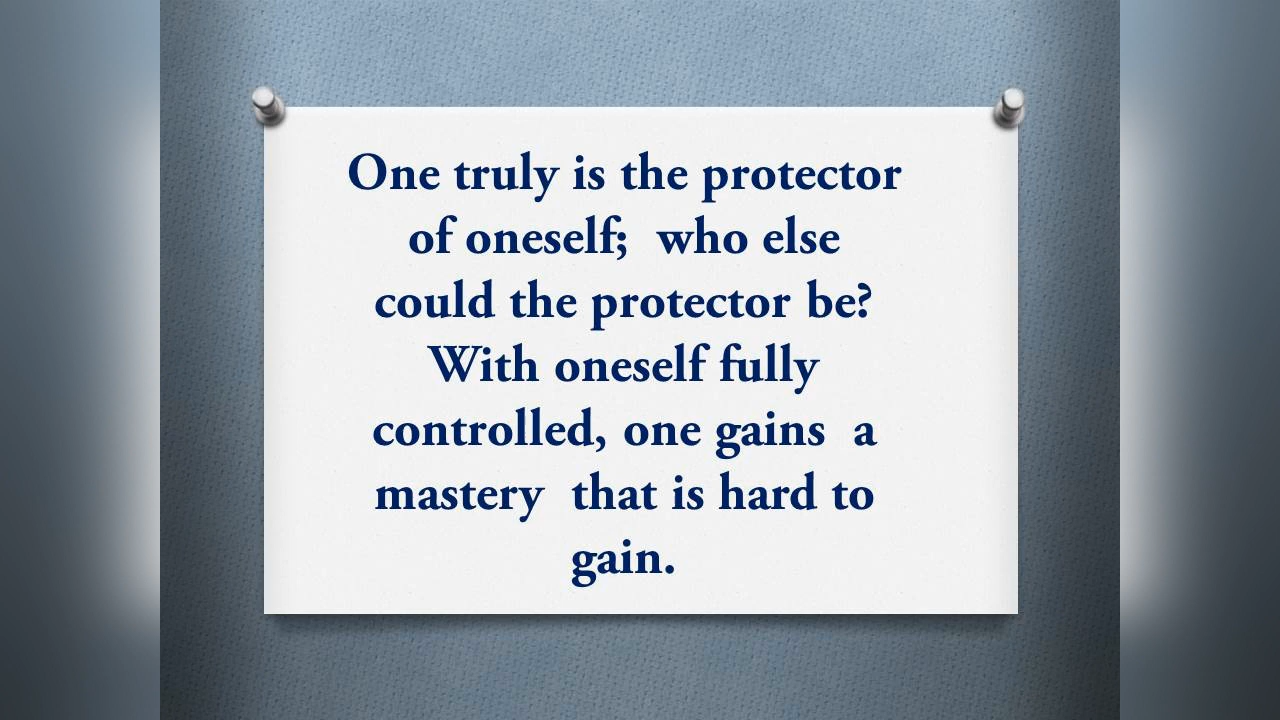 One truly is the protector
of oneself;  who else
could the protector be?
With oneself fully
controlled, one gains  a
mastery  that is hard to
gain.